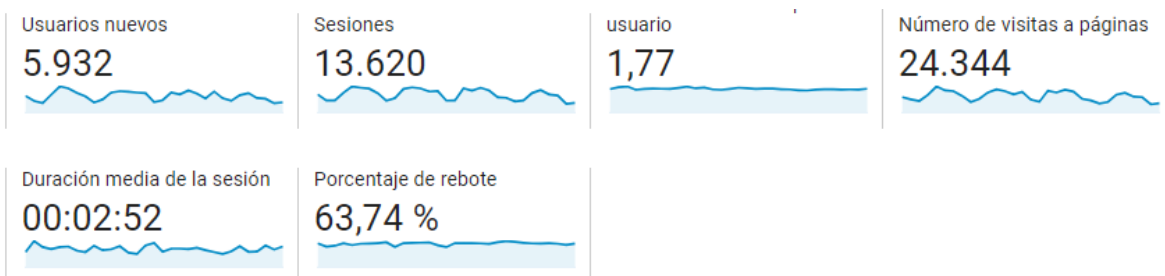 Usuarios nuevos
5.932
Sesiones
13.620
usuario
1,77
Número de visitas a páginas
24.344
Duración media de la sesión
00:02:52
Porcentaje de rebote
63,74 %